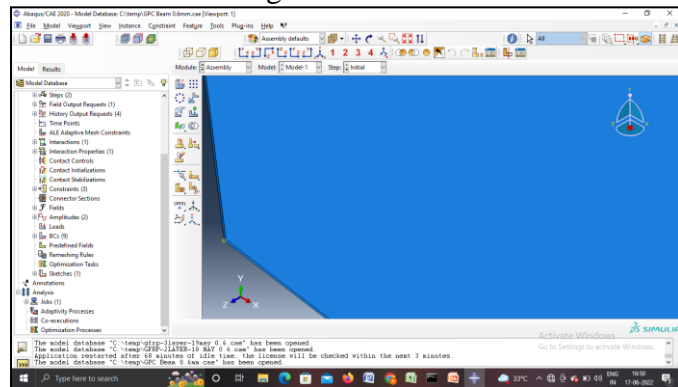 Abaqus/CAE 2020 - Model Database: C:\temp\GPC Beam 0.6mm.cae [Viewport: 1]
File Model Viewport View Instance Constraint Feature Tools Plug-ins Help
Assembly defaults
All
1 2 3 4
Model Results
Module: Assembly Model: Model-1 Step: Initial
Model Database
Steps (2)
Field Output Requests (1)
History Output Requests (4)
Time Points
ALE Adaptive Mesh Constraints
Interactions (1)
Interaction Properties (1)
Contact Controls
Contact Initializations
Contact Stabilizations
Constraints (3)
Connector Sections
Fields
Amplitudes (2)
Loads
BCs (9)
Predefined Fields
Remeshing Rules
Optimization Tasks
Sketches (1)
Annotations
Analysis
Jobs (1)
Adaptivity Processes
Co-executions
Optimization Processes
Y
Z X
SIMULIA
Activate Windows
Go to Settings to activate Windows.
The model database "C:\temp\gfrp-3layer-19may 0.6 cae" has been opened.
The model database "C:\temp\GFRP-2LAYER-18 MAY 0.6 cae" has been opened.
Application restarted after 68 minutes of idle time; the license will be checked within the next 3 minutes.
The model database "C:\temp\GPC Beam 0.6mm.cae" has been opened.
Type here to search
33°C
ENG
IN
16:50
17-06-2022